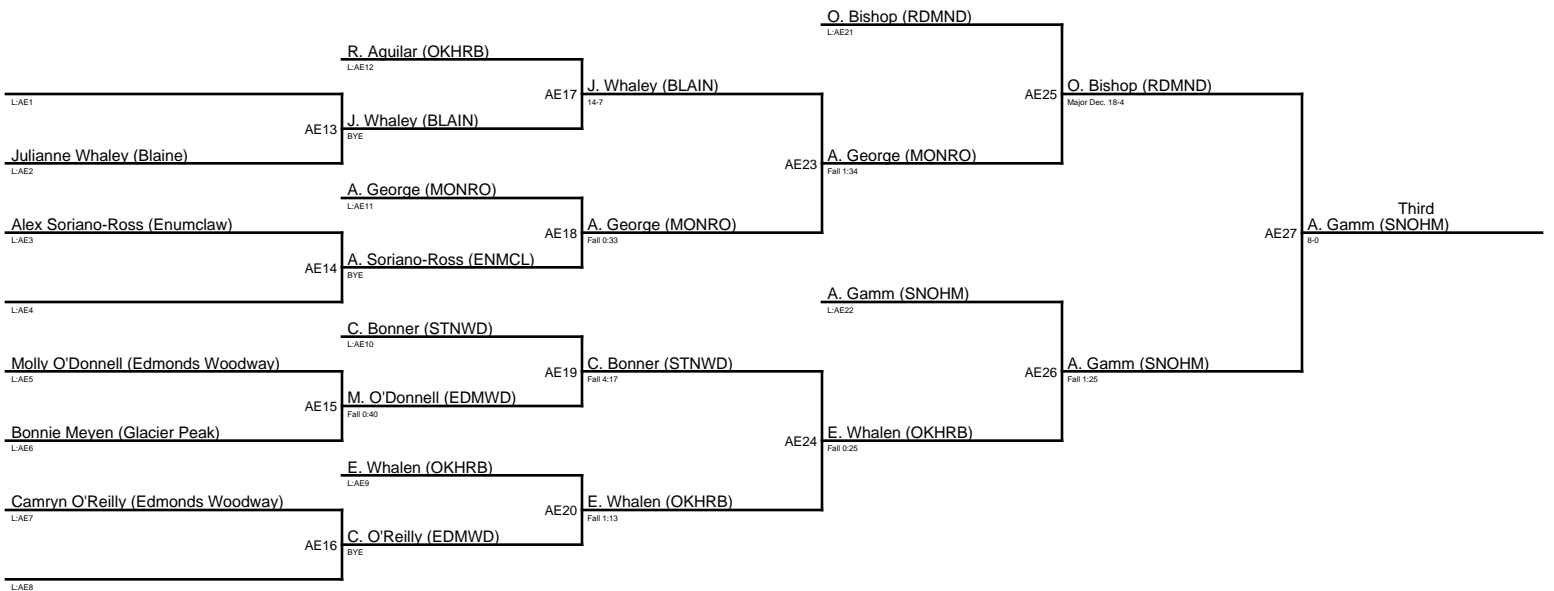 O. Bishop (RDMND)
L:AE21
R. Aguilar (OKHRB)
L:AE12
AE17
J. Whaley (BLAIN)
14-7
AE25
O. Bishop (RDMND)
Major Dec. 18-4
L:AE1
AE13
J. Whaley (BLAIN)
BYE
Julianne Whaley (Blaine)
L:AE2
AE23
A. George (MONRO)
Fall 1:34
A. George (MONRO)
L:AE11
Third
Alex Soriano-Ross (Enumclaw)
L:AE3
AE18
A. George (MONRO)
Fall 0:33
AE27
A. Gamm (SNOHM)
8-0
AE14
A. Soriano-Ross (ENMCL)
BYE
L:AE4
A. Gamm (SNOHM)
L:AE22
C. Bonner (STNWD)
L:AE10
Molly O'Donnell (Edmonds Woodway)
L:AE5
AE19
C. Bonner (STNWD)
Fall 4:17
AE26
A. Gamm (SNOHM)
Fall 1:25
AE15
M. O'Donnell (EDMWD)
Fall 0:40
Bonnie Meyen (Glacier Peak)
L:AE6
AE24
E. Whalen (OKHRB)
Fall 0:25
E. Whalen (OKHRB)
L:AE9
Camryn O'Reilly (Edmonds Woodway)
L:AE7
AE20
E. Whalen (OKHRB)
Fall 1:13
AE16
C. O'Reilly (EDMWD)
BYE
L:AE8